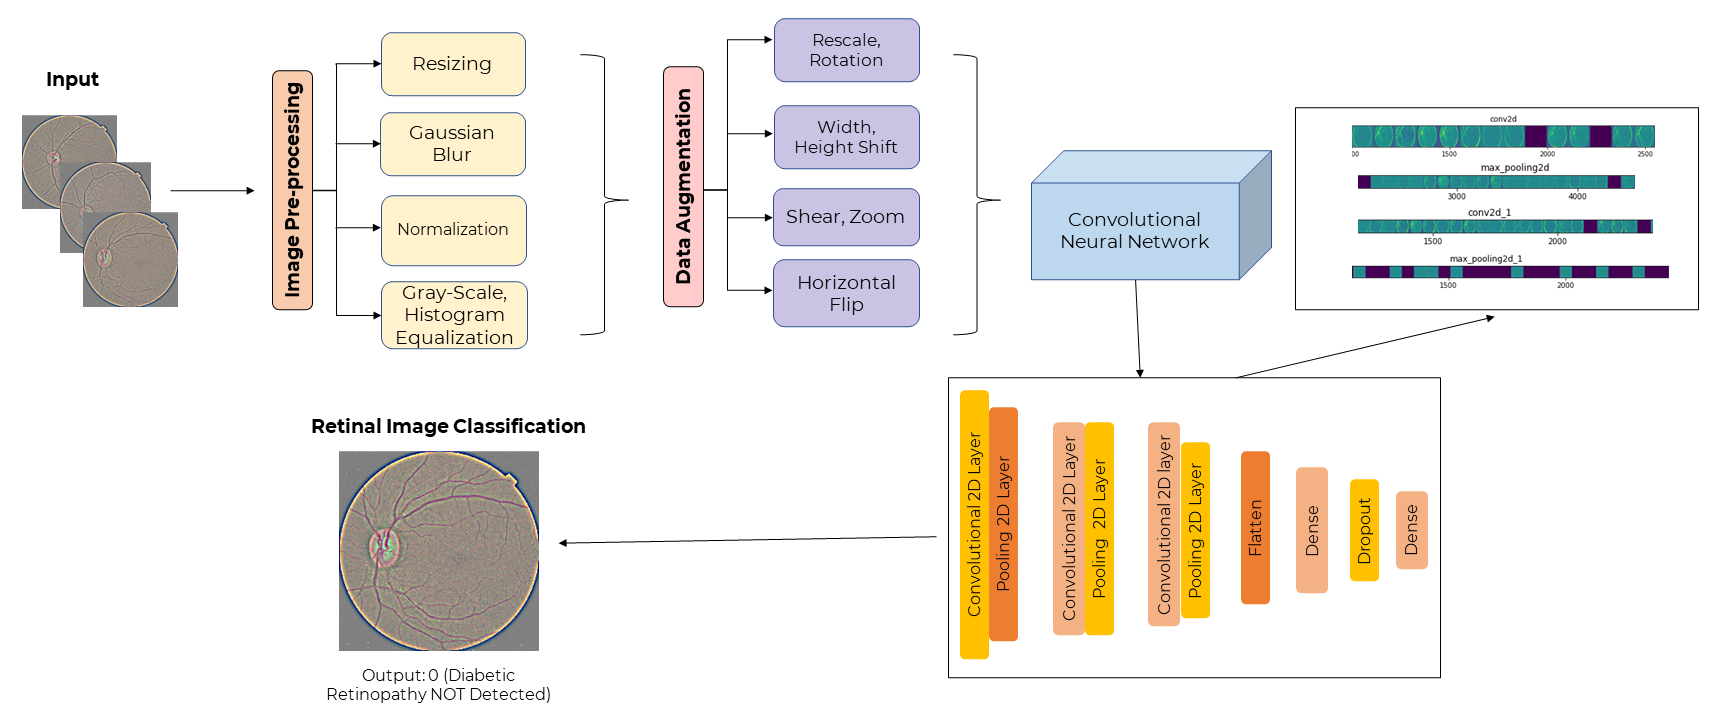 Input
Image Pre-processing
Resizing
Gaussian
Blur
Normalization
Gray-Scale,
Histogram
Equalization
Data Augmentation
Rescale,
Rotation
Width,
Height Shift
Shear, Zoom
Horizontal
Flip
Convolutional
Neural Network
conv2d
00 1500 2000 2500
max_pooling2d
3000 4000
conv2d_1
1500 2000
max_pooling2d_1
1500 2000
Convolutional 2D Layer
Pooling 2D Layer
Convolutional 2D Layer
Pooling 2D Layer
Convolutional 2D layer
Pooling 2D Layer
Flatten
Dense
Dropout
Dense
Retinal Image Classification
Output: 0 (Diabetic
Retinopathy NOT Detected)